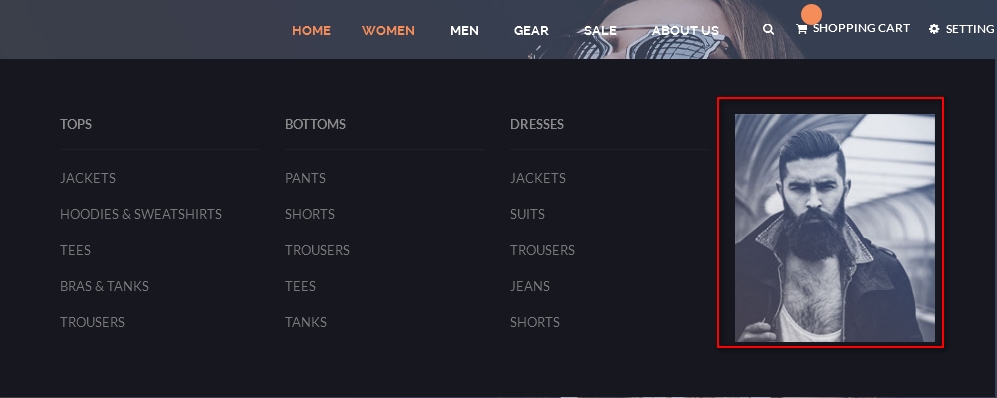 HOME WOMEN MEN GEAR SALE ABOUT US SHOPPING CART SETTING
TOPS BOTTOMS DRESSES
JACKETS PANTS JACKETS
HOODIES & SWEATSHIRTS SHORTS SUITS
TEES TROUSERS TROUSERS
BRAS & TANKS TEES JEANS
TROUSERS TANKS SHORTS